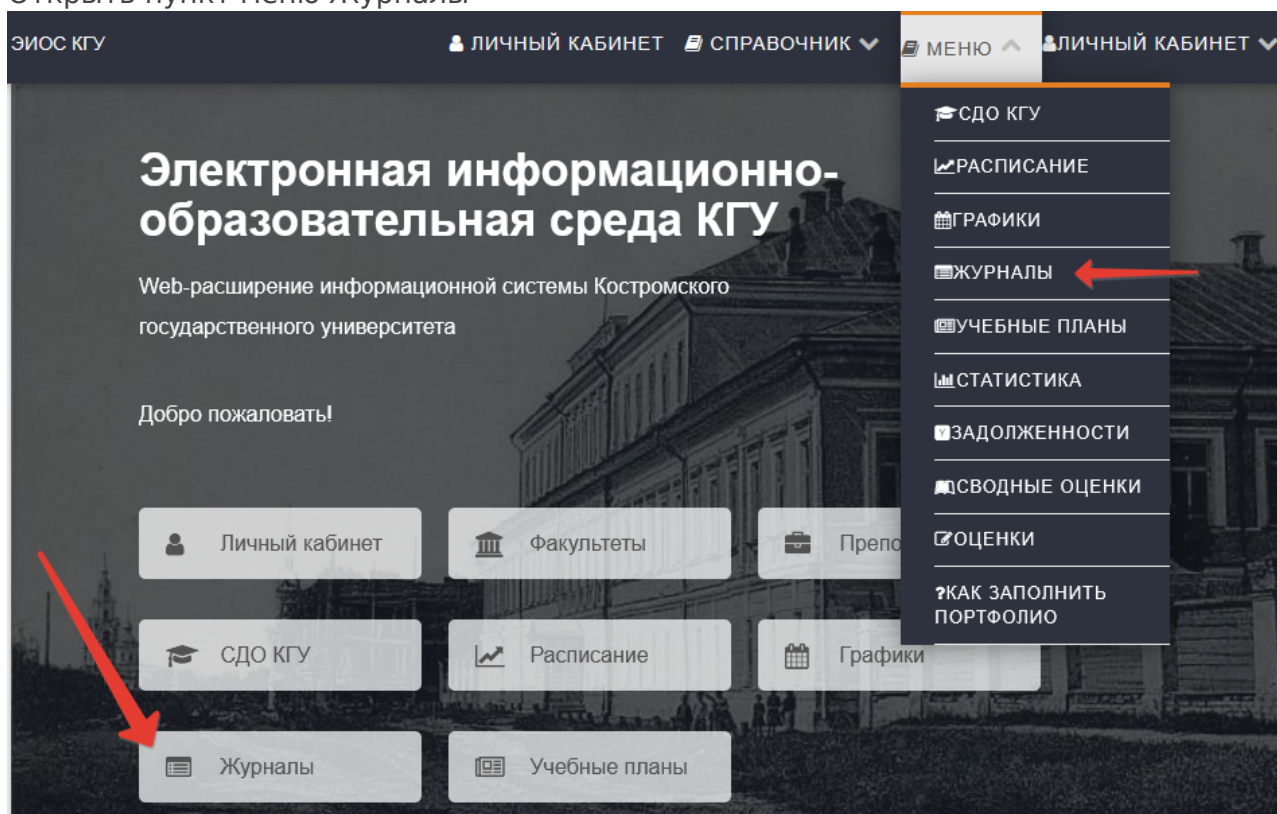 Открыть пункт меню Журналы
ЭИОС КГУ
ЛИЧНЫЙ КАБИНЕТ
СПРАВОЧНИК
МЕНЮ
ЛИЧНЫЙ КАБИНЕТ
СДО КГУ
РАСПИСАНИЕ
ГРАФИКИ
ЖУРНАЛЫ
УЧЕБНЫЕ ПЛАНЫ
СТАТИСТИКА
ЗАДОЛЖЕННОСТИ
СВОДНЫЕ ОЦЕНКИ
ОЦЕНКИ
?КАК ЗАПОЛНИТЬ
ПОРТФОЛИО
Электронная информационно-
образовательная среда КГУ
Web-расширение информационной системы Костромского
государственного университета
Добро пожаловать!
Личный кабинет
Факультеты
Препо
СДО КГУ
Расписание
Графики
Журналы
Учебные планы